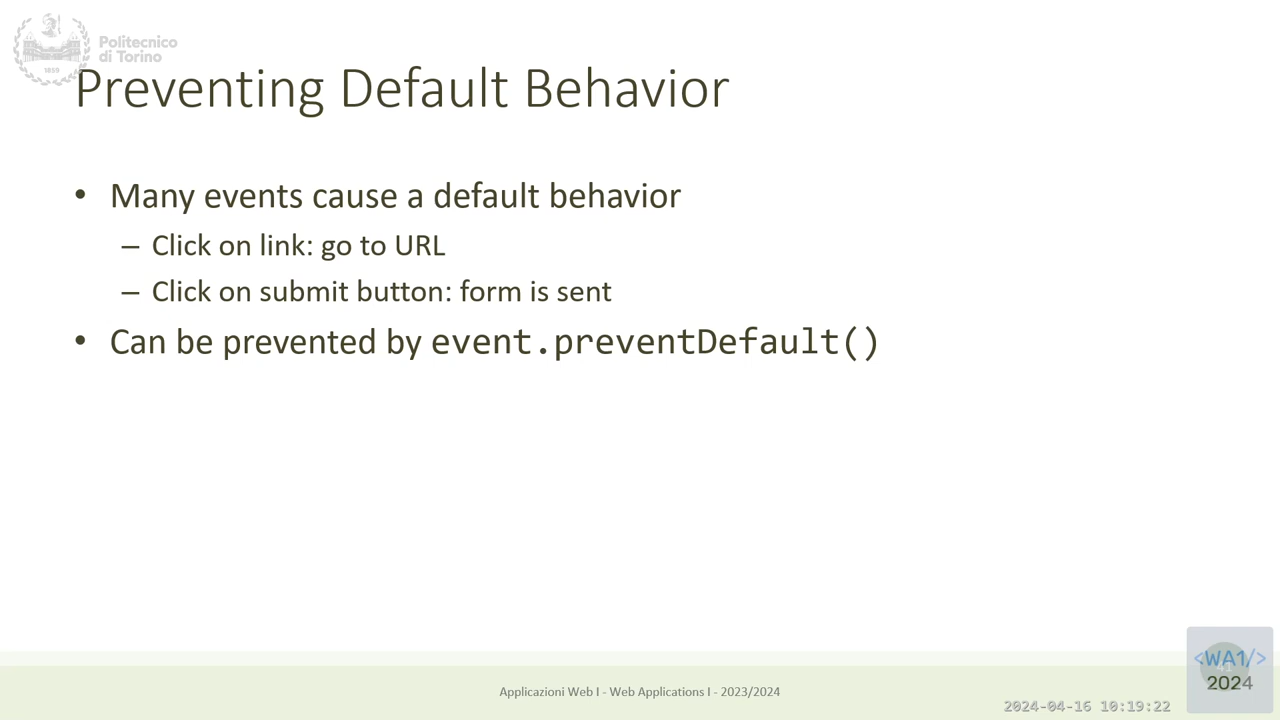 Politecnico
di Torino
1859
Preventing Default Behavior
• Many events cause a default behavior
– Click on link: go to URL
– Click on submit button: form is sent
• Can be prevented by event.preventDefault()
Applicazioni Web I - Web Applications I - 2023/2024
2024-04-16 10:19:22
<WA1/>
2024